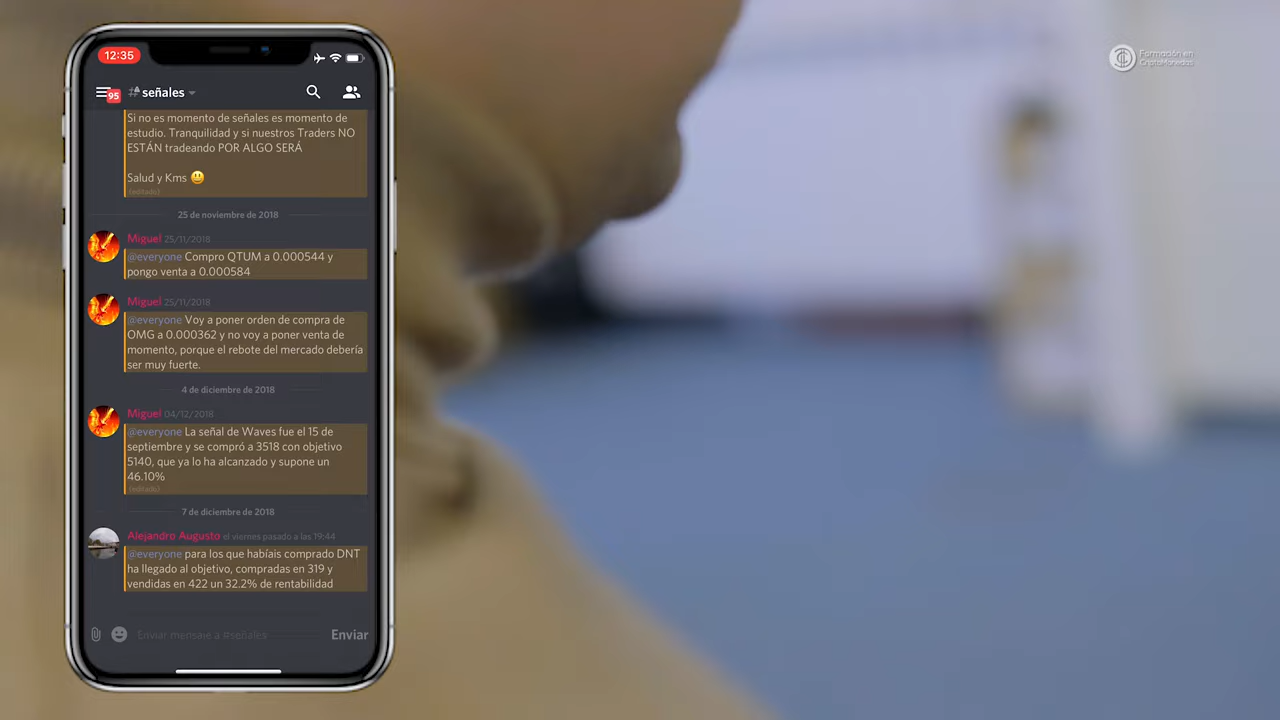 Formación en
CriptoMonedas
12:35
95
# señales
Si no es momento de señales es momento de
estudio. Tranquilidad y si nuestros Traders NO
ESTÁN tradeando POR ALGO SERÁ
Salud y Kms 😃
(editado)
25 de noviembre de 2018
Miguel 25/11/2018
@everyone Compro QTUM a 0.000544 y
pongo venta a 0.000584
Miguel 25/11/2018
@everyone Voy a poner orden de compra de
OMG a 0.000362 y no voy a poner venta de
momento, porque el rebote del mercado debería
ser muy fuerte.
4 de diciembre de 2018
Miguel 04/12/2018
@everyone La señal de Waves fue el 15 de
septiembre y se compró a 3518 con objetivo
5140, que ya lo ha alcanzado y supone un
46.10%
(editado)
7 de diciembre de 2018
Alejandro Augusto el viernes pasado a las 19:44
@everyone para los que habíais comprado DNT
ha llegado al objetivo, compradas en 319 y
vendidas en 422 un 32.2% de rentabilidad
Enviar mensaje a #señales
Enviar